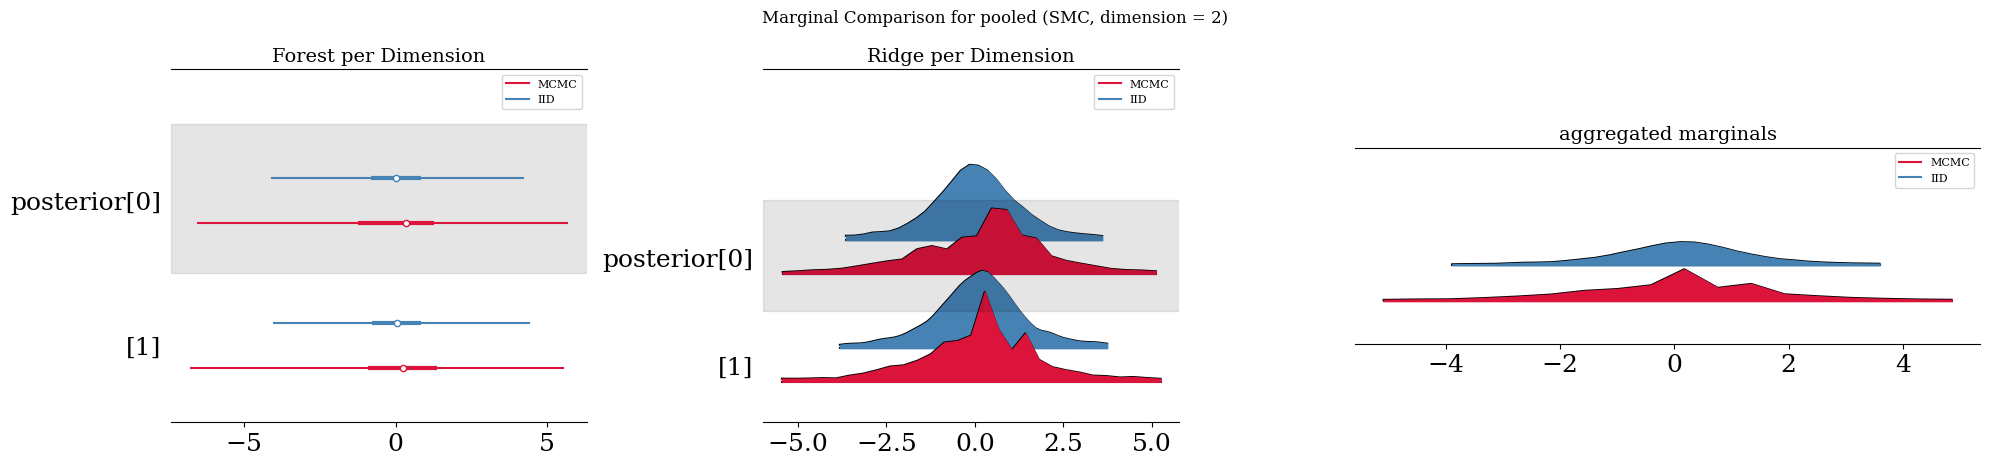 Marginal Comparison for pooled (SMC, dimension = 2)
Forest per Dimension
MCMC
IID
posterior[0]
[1]
−5
0
5
Ridge per Dimension
MCMC
IID
posterior[0]
[1]
−5.0
−2.5
0.0
2.5
5.0
aggregated marginals
MCMC
IID
−4
−2
0
2
4